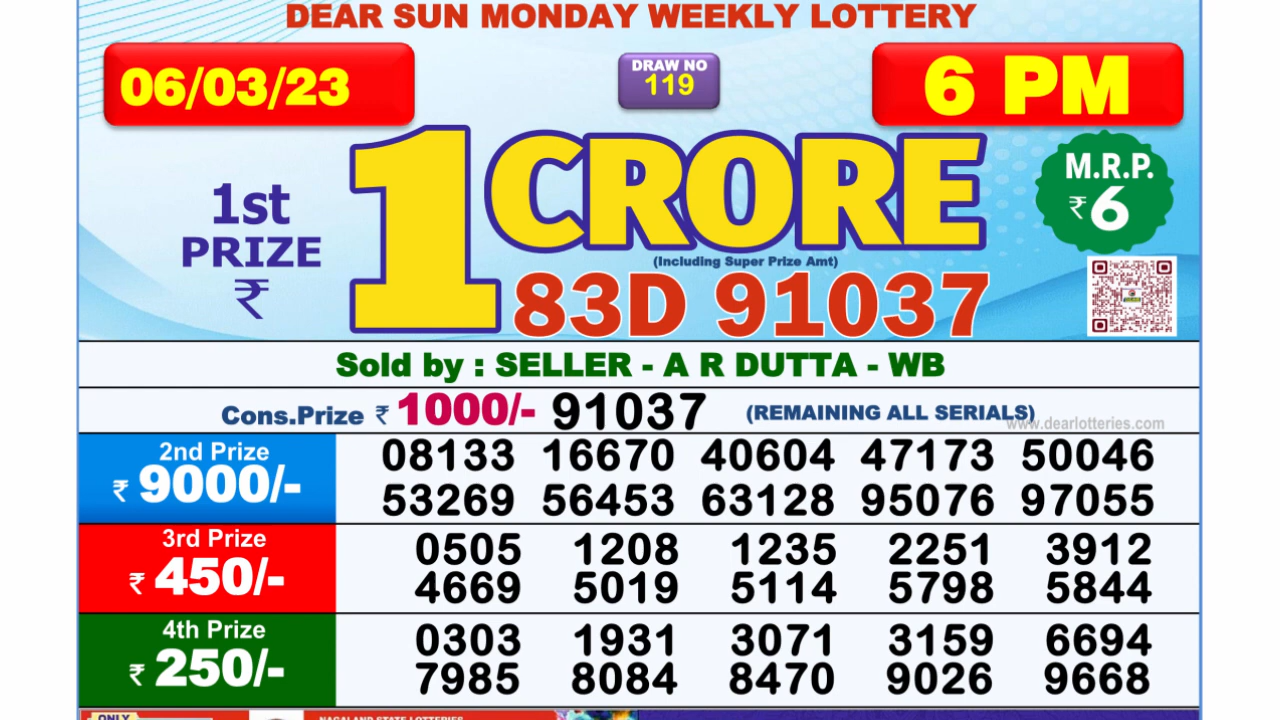 DEAR SUN MONDAY WEEKLY LOTTERY
06/03/23
DRAW NO
119
6 PM
1st
PRIZE
₹
1 CRORE
(Including Super Prize Amt)
83D 91037
M.R.P.
₹ 6
Sold by : SELLER - A R DUTTA - WB
Cons.Prize ₹ 1000/- 91037 (REMAINING ALL SERIALS)
www.dearlotteries.com
2nd Prize
₹ 9000/-
08133 16670 40604 47173 50046
53269 56453 63128 95076 97055
3rd Prize
₹ 450/-
0505 1208 1235 2251 3912
4669 5019 5114 5798 5844
4th Prize
₹ 250/-
0303 1931 3071 3159 6694
7985 8084 8470 9026 9668
ONLY
NAGALAND STATE LOTTERIES